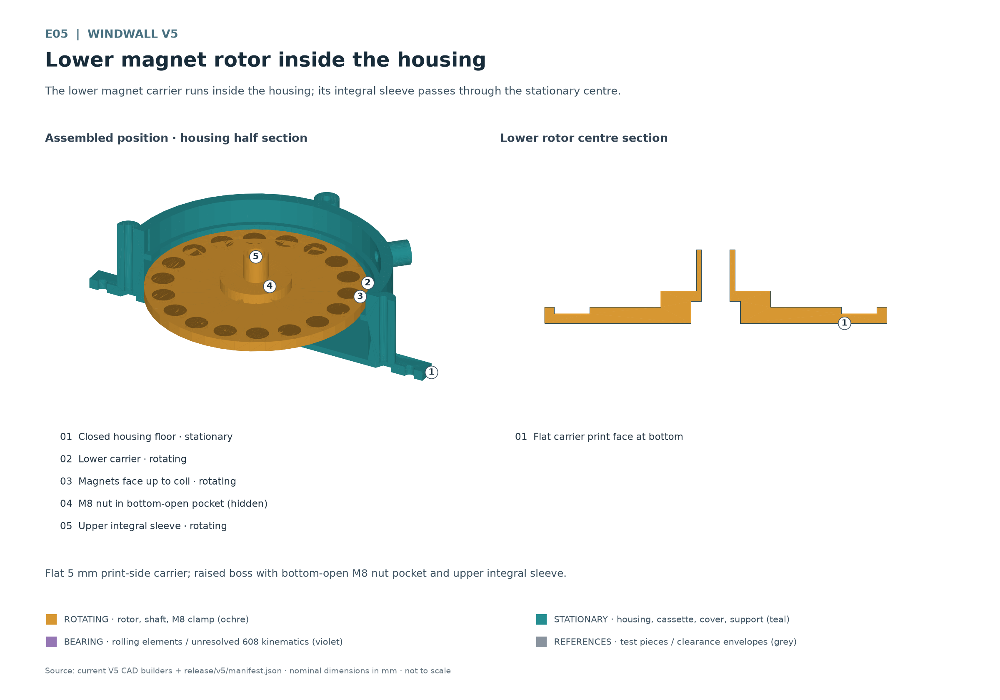 E05 | WINDWALL V5
Lower magnet rotor inside the housing
The lower magnet carrier runs inside the housing; its integral sleeve passes through the stationary centre.
Assembled position · housing half section
Lower rotor centre section
5
4
2
3
1
1
01 Closed housing floor · stationary
02 Lower carrier · rotating
03 Magnets face up to coil · rotating
04 M8 nut in bottom-open pocket (hidden)
05 Upper integral sleeve · rotating
01 Flat carrier print face at bottom
Flat 5 mm print-side carrier; raised boss with bottom-open M8 nut pocket and upper integral sleeve.
ROTATING · rotor, shaft, M8 clamp (ochre)
STATIONARY · housing, cassette, cover, support (teal)
BEARING · rolling elements / unresolved 608 kinematics (violet)
REFERENCES · test pieces / clearance envelopes (grey)
Source: current V5 CAD builders + release/v5/manifest.json · nominal dimensions in mm · not to scale